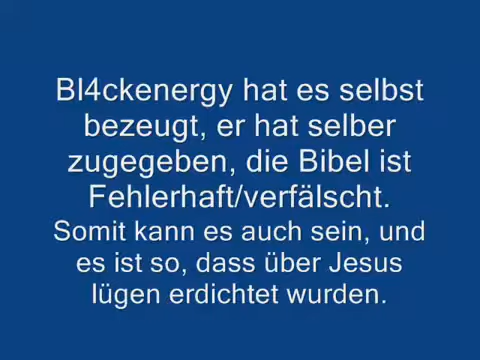 Bl4ckenergy hat es selbst
bezeugt, er hat selber
zugegeben, die Bibel ist
Fehlerhaft/verfälscht.
Somit kann es auch sein, und
es ist so, dass über Jesus
lügen erdichtet wurden.